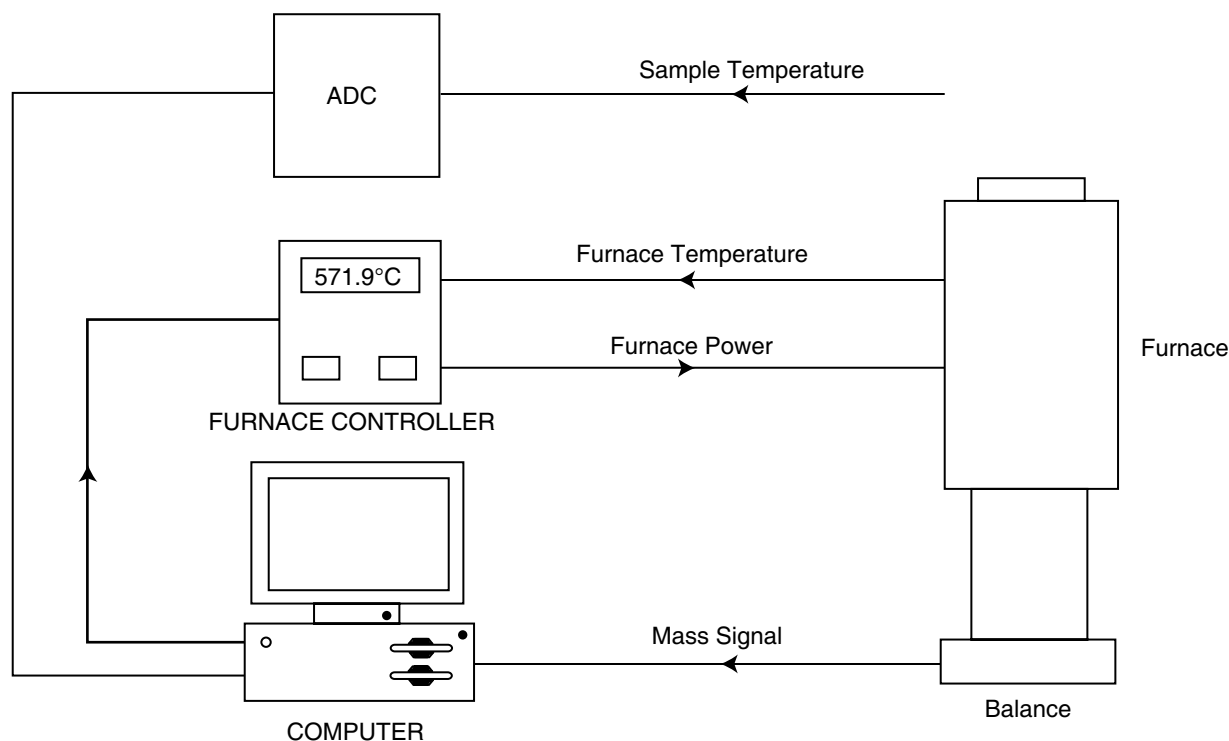 Sample Temperature
ADC
Furnace Temperature
571.9°C
Furnace Power
Furnace
FURNACE CONTROLLER
Mass Signal
Balance
COMPUTER